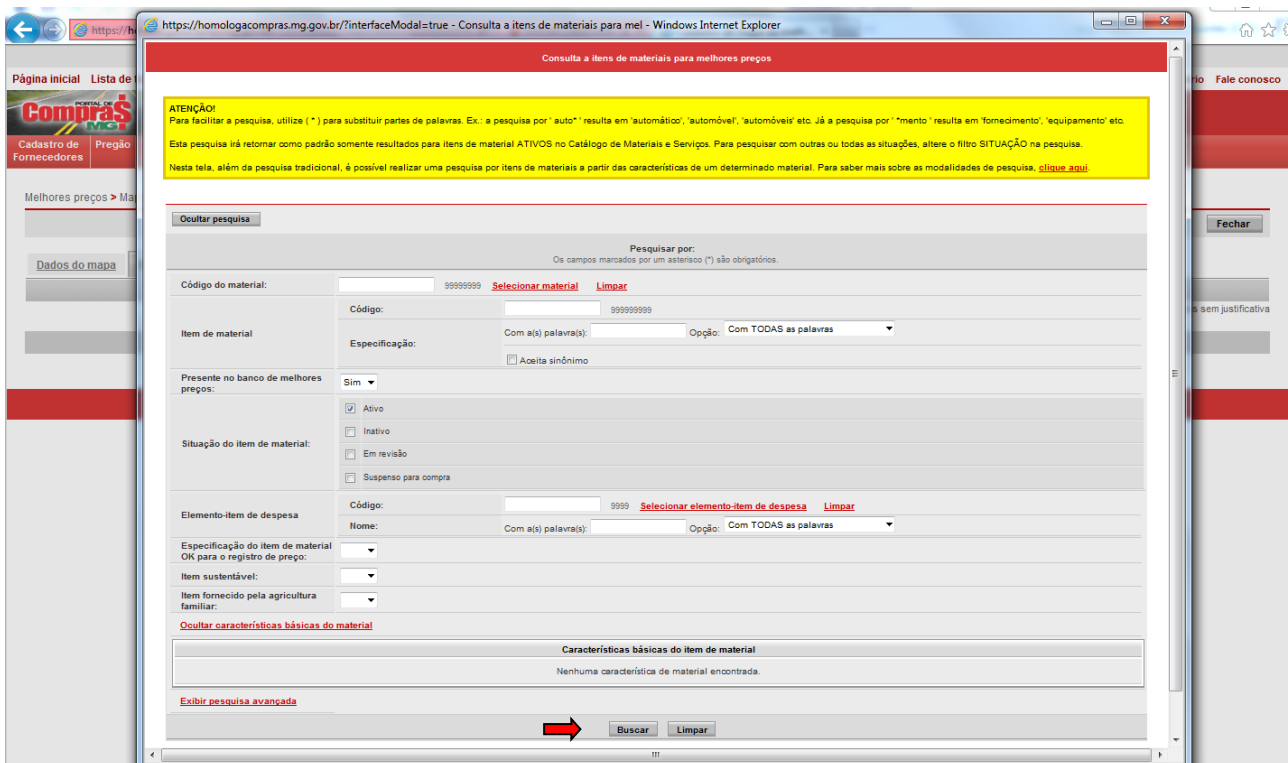 https://homologacompras.mg.gov.br/?interfaceModal=true - Consulta a itens de materiais para mel - Windows Internet Explorer
https://h
Página inicial Lista de
rio Fale conosco
PORTAL DE
Compras
MG
Cadastro de Fornecedores
Pregão
Melhores preços > Ma
Fechar
Dados do mapa
s sem justificativa
Consulta a itens de materiais para melhores preços
ATENÇÃO!
Para facilitar a pesquisa, utilize ( * ) para substituir partes de palavras. Ex.: a pesquisa por ' auto* ' resulta em 'automático', 'automóvel', 'automóveis' etc. Já a pesquisa por ' *mento ' resulta em 'fornecimento', 'equipamento' etc.
Esta pesquisa irá retornar como padrão somente resultados para itens de material ATIVOS no Catálogo de Materiais e Serviços. Para pesquisar com outras ou todas as situações, altere o filtro SITUAÇÃO na pesquisa.
Nesta tela, além da pesquisa tradicional, é possível realizar uma pesquisa por itens de materiais a partir das características de um determinado material. Para saber mais sobre as modalidades de pesquisa, clique aqui.
Ocultar pesquisa
Pesquisar por:
Os campos marcados por um asterisco (*) são obrigatórios.
Código do material: 99999999 Selecionar material Limpar
Item de material
Código: 999999999
Especificação:
Com a(s) palavra(s): Opção: Com TODAS as palavras
Aceita sinônimo
Presente no banco de melhores preços: Sim
Situação do item de material:
Ativo
Inativo
Em revisão
Suspenso para compra
Elemento-item de despesa
Código: 9999 Selecionar elemento-item de despesa Limpar
Nome: Com a(s) palavra(s): Opção: Com TODAS as palavras
Especificação do item de material
OK para o registro de preço:
Item sustentável:
Item fornecido pela agricultura
familiar:
Ocultar características básicas do material
Características básicas do item de material
Nenhuma característica de material encontrada.
Exibir pesquisa avançada
Buscar Limpar